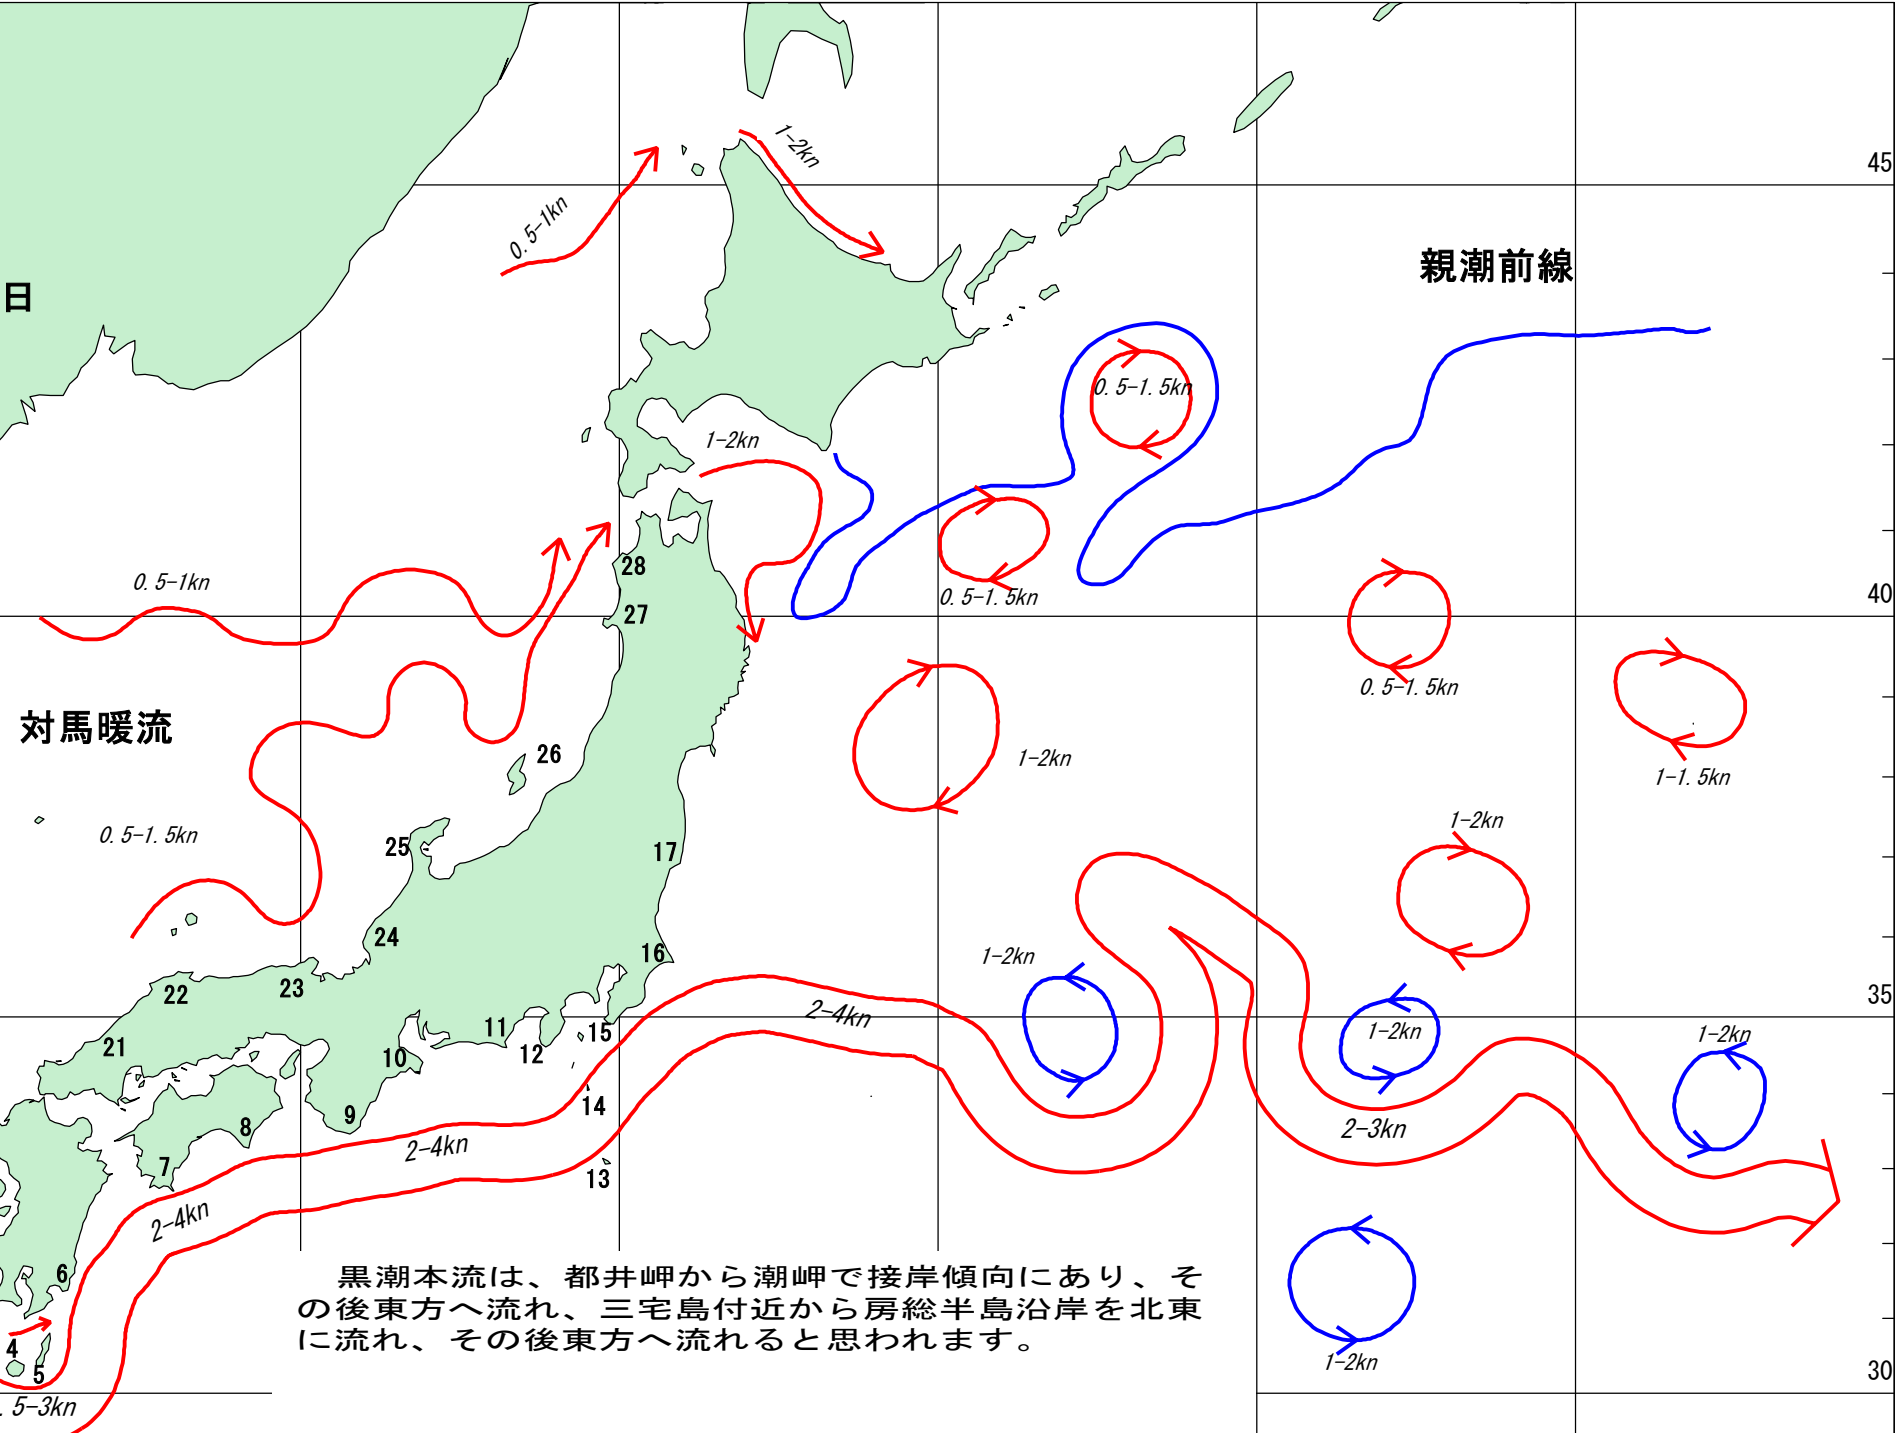 1-2kn
45
0.5-1kn
親潮前線
日
0.5-1.5kn
1-2kn
28
0.5-1kn
0.5-1.5kn
40
27
0.5-1.5kn
対馬暖流
26
1-2kn
1-1.5kn
1-2kn
0.5-1.5kn
25
17
24
16
1-2kn
22
23
35
2-4kn
11
15
1-2kn
1-2kn
21
10
12
14
9
8
2-4kn
2-3kn
7
13
2-4kn
6
黒潮本流は、都井岬から潮岬で接岸傾向にあり、そ
の後東方へ流れ、三宅島付近から房総半島沿岸を北東
に流れ、その後東方へ流れると思われます。
4
5
1-2kn
30
.5-3kn